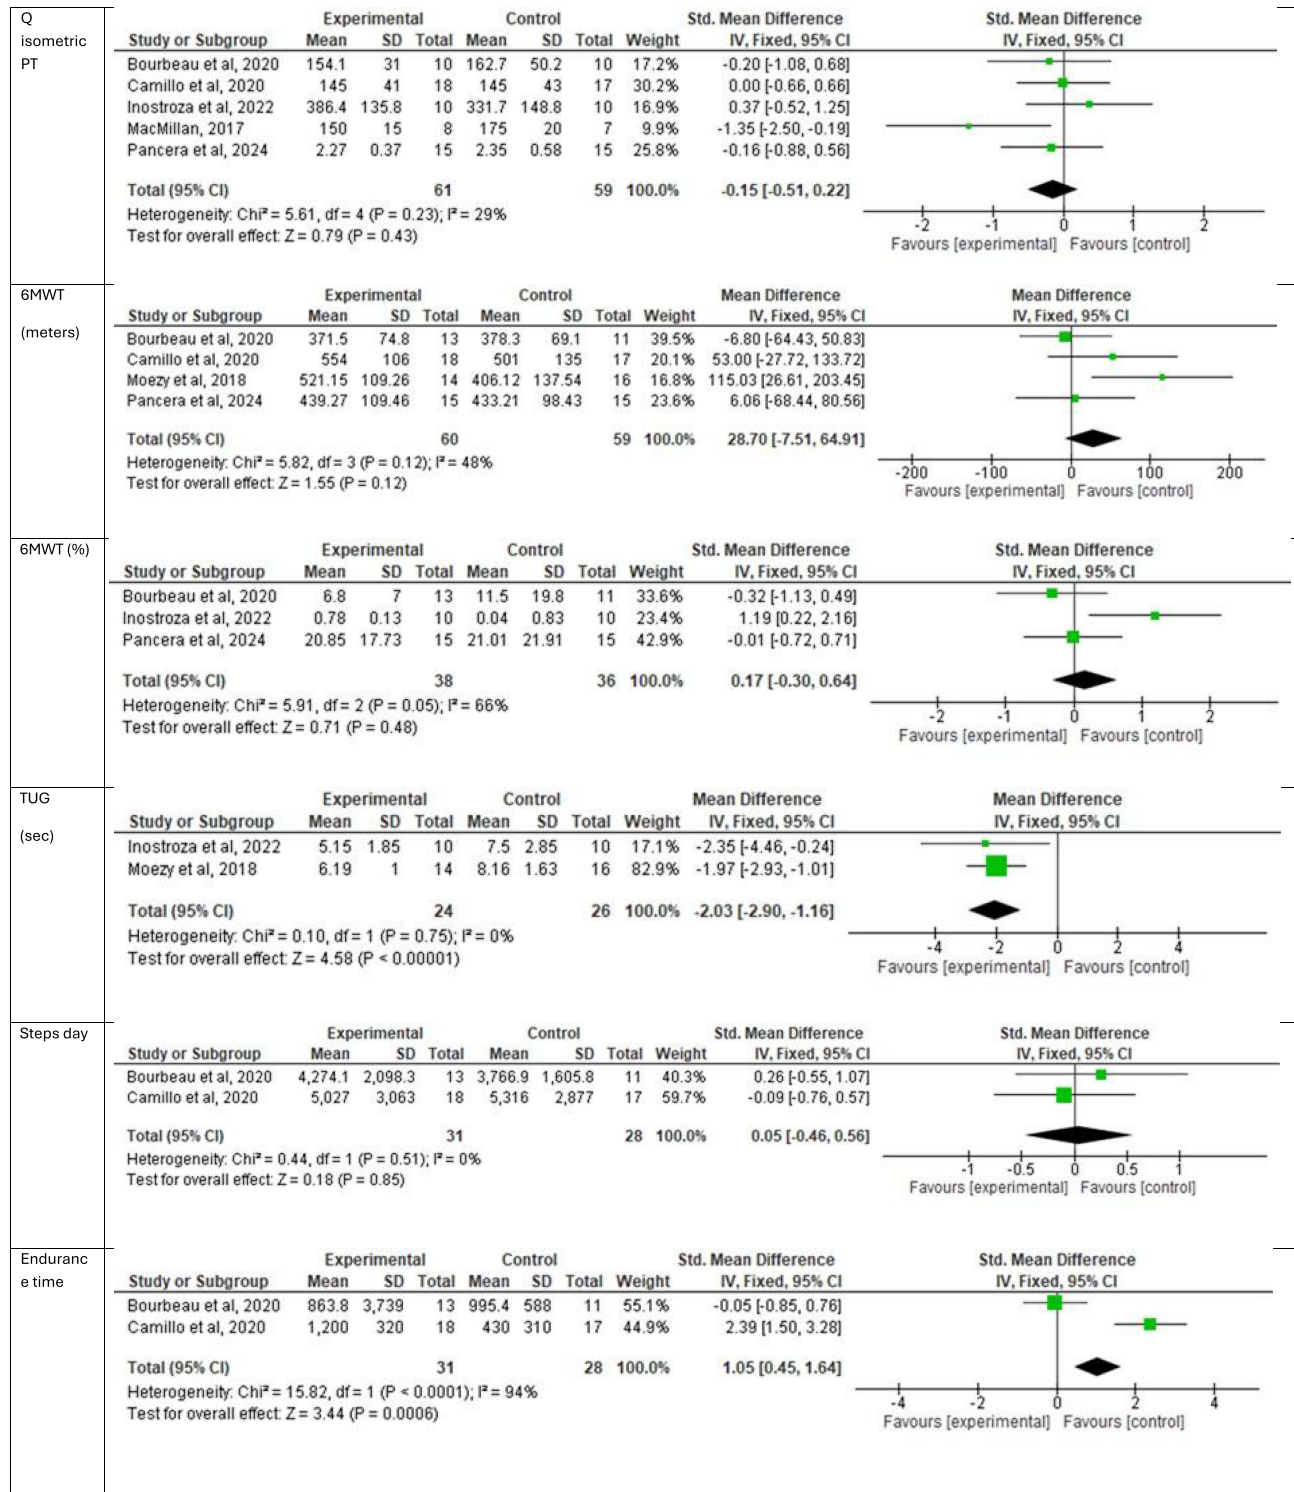 Q
isometric
PT
Experimental Control Std. Mean Difference Std. Mean Difference
Study or Subgroup Mean SD Total Mean SD Total Weight IV, Fixed, 95% CI IV, Fixed, 95% CI
Bourbeau et al, 2020 154.1 31 10 162.7 50.2 10 17.2% -0.20 [-1.08, 0.68]
Camillo et al, 2020 145 41 18 145 43 17 30.2% 0.00 [-0.66, 0.66]
Inostroza et al, 2022 386.4 135.8 10 331.7 148.8 10 16.9% 0.37 [-0.52, 1.25]
MacMillan, 2017 150 15 8 175 20 7 9.9% -1.35 [-2.50, -0.19]
Pancera et al, 2024 2.27 0.37 15 2.35 0.58 15 25.8% -0.16 [-0.88, 0.56]
Total (95% CI) 61 59 100.0% -0.15 [-0.51, 0.22]
Heterogeneity: Chi² = 5.61, df = 4 (P = 0.23); I² = 29%
Test for overall effect: Z = 0.79 (P = 0.43)
-2 -1 0 1 2
Favours [experimental] Favours [control]
6MWT
(meters)
Experimental Control Mean Difference Mean Difference
Study or Subgroup Mean SD Total Mean SD Total Weight IV, Fixed, 95% CI IV, Fixed, 95% CI
Bourbeau et al, 2020 371.5 74.8 13 378.3 69.1 11 39.5% -6.80 [-64.43, 50.83]
Camillo et al, 2020 554 106 18 501 135 17 20.1% 53.00 [-27.72, 133.72]
Moezy et al, 2018 521.15 109.26 14 406.12 137.54 16 16.8% 115.03 [26.61, 203.45]
Pancera et al, 2024 439.27 109.46 15 433.21 98.43 15 23.6% 6.06 [-68.44, 80.56]
Total (95% CI) 60 59 100.0% 28.70 [-7.51, 64.91]
Heterogeneity: Chi² = 5.82, df = 3 (P = 0.12); I² = 48%
Test for overall effect: Z = 1.55 (P = 0.12)
-200 -100 0 100 200
Favours [experimental] Favours [control]
6MWT (%)
Experimental Control Std. Mean Difference Std. Mean Difference
Study or Subgroup Mean SD Total Mean SD Total Weight IV, Fixed, 95% CI IV, Fixed, 95% CI
Bourbeau et al, 2020 6.8 7 13 11.5 19.8 11 33.6% -0.32 [-1.13, 0.49]
Inostroza et al, 2022 0.78 0.13 10 0.04 0.83 10 23.4% 1.19 [0.22, 2.16]
Pancera et al, 2024 20.85 17.73 15 21.01 21.91 15 42.9% -0.01 [-0.72, 0.71]
Total (95% CI) 38 36 100.0% 0.17 [-0.30, 0.64]
Heterogeneity: Chi² = 5.91, df = 2 (P = 0.05); I² = 66%
Test for overall effect: Z = 0.71 (P = 0.48)
-2 -1 0 1 2
Favours [experimental] Favours [control]
TUG
(sec)
Experimental Control Mean Difference Mean Difference
Study or Subgroup Mean SD Total Mean SD Total Weight IV, Fixed, 95% CI IV, Fixed, 95% CI
Inostroza et al, 2022 5.15 1.85 10 7.5 2.85 10 17.1% -2.35 [-4.46, -0.24]
Moezy et al, 2018 6.19 1 14 8.16 1.63 16 82.9% -1.97 [-2.93, -1.01]
Total (95% CI) 24 26 100.0% -2.03 [-2.90, -1.16]
Heterogeneity: Chi² = 0.10, df = 1 (P = 0.75); I² = 0%
Test for overall effect: Z = 4.58 (P < 0.00001)
-4 -2 0 2 4
Favours [experimental] Favours [control]
Steps day
Experimental Control Std. Mean Difference Std. Mean Difference
Study or Subgroup Mean SD Total Mean SD Total Weight IV, Fixed, 95% CI IV, Fixed, 95% CI
Bourbeau et al, 2020 4,274.1 2,098.3 13 3,766.9 1,605.8 11 40.3% 0.26 [-0.55, 1.07]
Camillo et al, 2020 5,027 3,063 18 5,316 2,877 17 59.7% -0.09 [-0.76, 0.57]
Total (95% CI) 31 28 100.0% 0.05 [-0.46, 0.56]
Heterogeneity: Chi² = 0.44, df = 1 (P = 0.51); I² = 0%
Test for overall effect: Z = 0.18 (P = 0.85)
-1 -0.5 0 0.5 1
Favours [experimental] Favours [control]
Enduranc
e time
Experimental Control Std. Mean Difference Std. Mean Difference
Study or Subgroup Mean SD Total Mean SD Total Weight IV, Fixed, 95% CI IV, Fixed, 95% CI
Bourbeau et al, 2020 863.8 3,739 13 995.4 588 11 55.1% -0.05 [-0.85, 0.76]
Camillo et al, 2020 1,200 320 18 430 310 17 44.9% 2.39 [1.50, 3.28]
Total (95% CI) 31 28 100.0% 1.05 [0.45, 1.64]
Heterogeneity: Chi² = 15.82, df = 1 (P < 0.0001); I² = 94%
Test for overall effect: Z = 3.44 (P = 0.0006)
-4 -2 0 2 4
Favours [experimental] Favours [control]